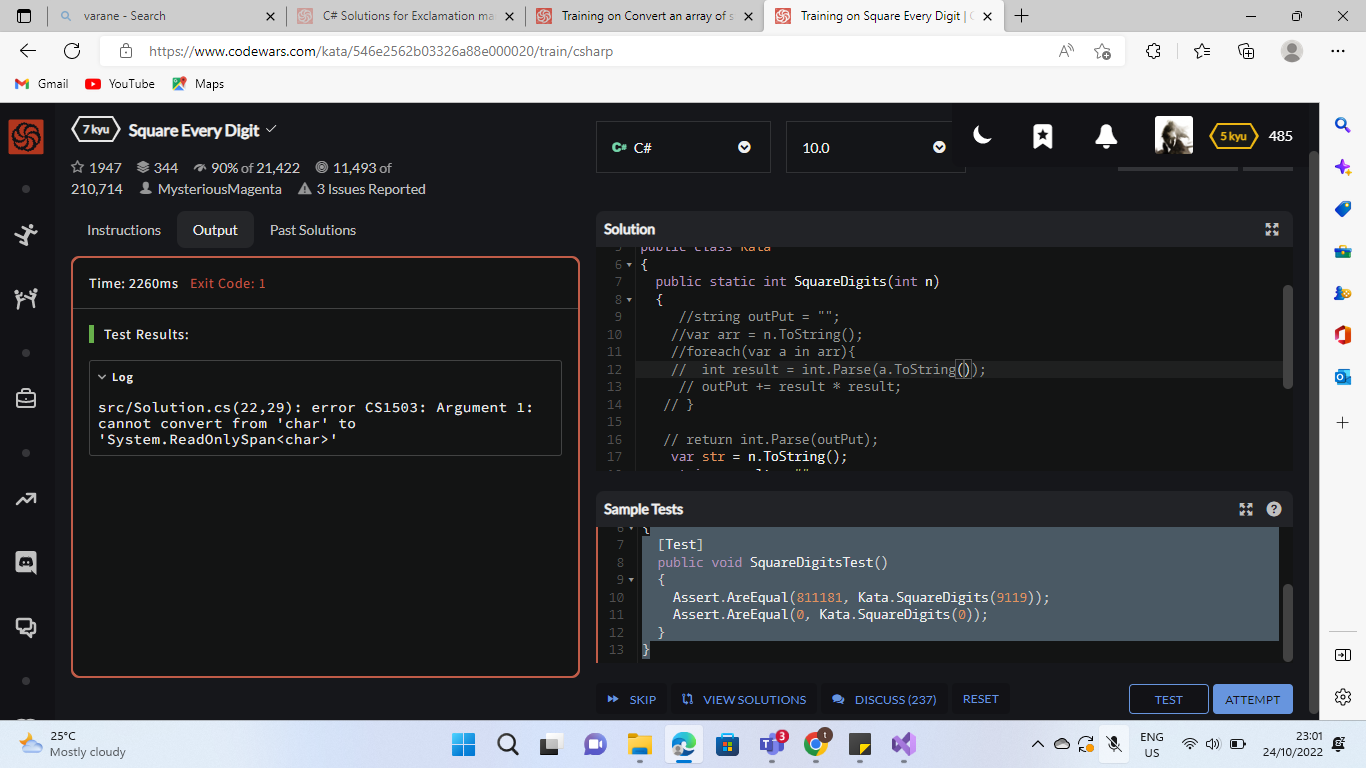 varane - Search
C# Solutions for Exclamation ma
Training on Convert an array of s
Training on Square Every Digit | C
https://www.codewars.com/kata/546e2562b03326a88e000020/train/csharp
Gmail
YouTube
Maps
7 kyu
Square Every Digit
C# C#
10.0
5 kyu
485
1947
344
90% of 21,422
11,493 of
210,714
MysteriousMagenta
3 Issues Reported
Instructions
Output
Past Solutions
Time: 2260ms Exit Code: 1
Test Results:
Log
src/Solution.cs(22,29): error CS1503: Argument 1:
cannot convert from 'char' to
'System.ReadOnlySpan<char>'
Solution
5 public class Kata
6 {
7 public static int SquareDigits(int n)
8 {
9 //string outPut = "";
10 //var arr = n.ToString();
11 //foreach(var a in arr){
12 // int result = int.Parse(a.ToString());
13 // outPut += result * result;
14 // }
15
16 // return int.Parse(outPut);
17 var str = n.ToString();
Sample Tests
6 {
7 [Test]
8 public void SquareDigitsTest()
9 {
10 Assert.AreEqual(811181, Kata.SquareDigits(9119));
11 Assert.AreEqual(0, Kata.SquareDigits(0));
12 }
13 }
SKIP
VIEW SOLUTIONS
DISCUSS (237)
RESET
TEST
ATTEMPT
25°C
Mostly cloudy
3
t
ENG
US
23:01
24/10/2022